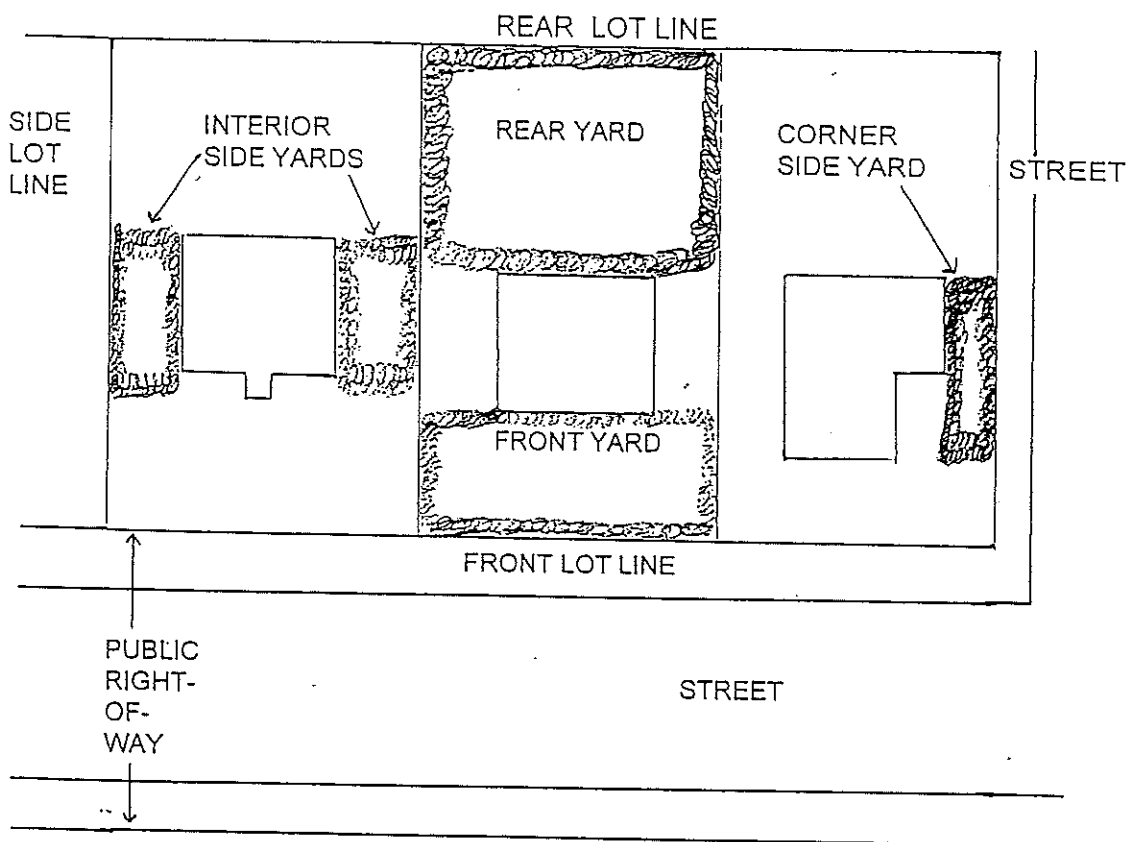 REAR LOT LINE
SIDE
LOT
LINE
INTERIOR
SIDE YARDS
REAR YARD
CORNER
SIDE YARD
STREET
FRONT YARD
FRONT LOT LINE
PUBLIC
RIGHT-
OF-
WAY
STREET